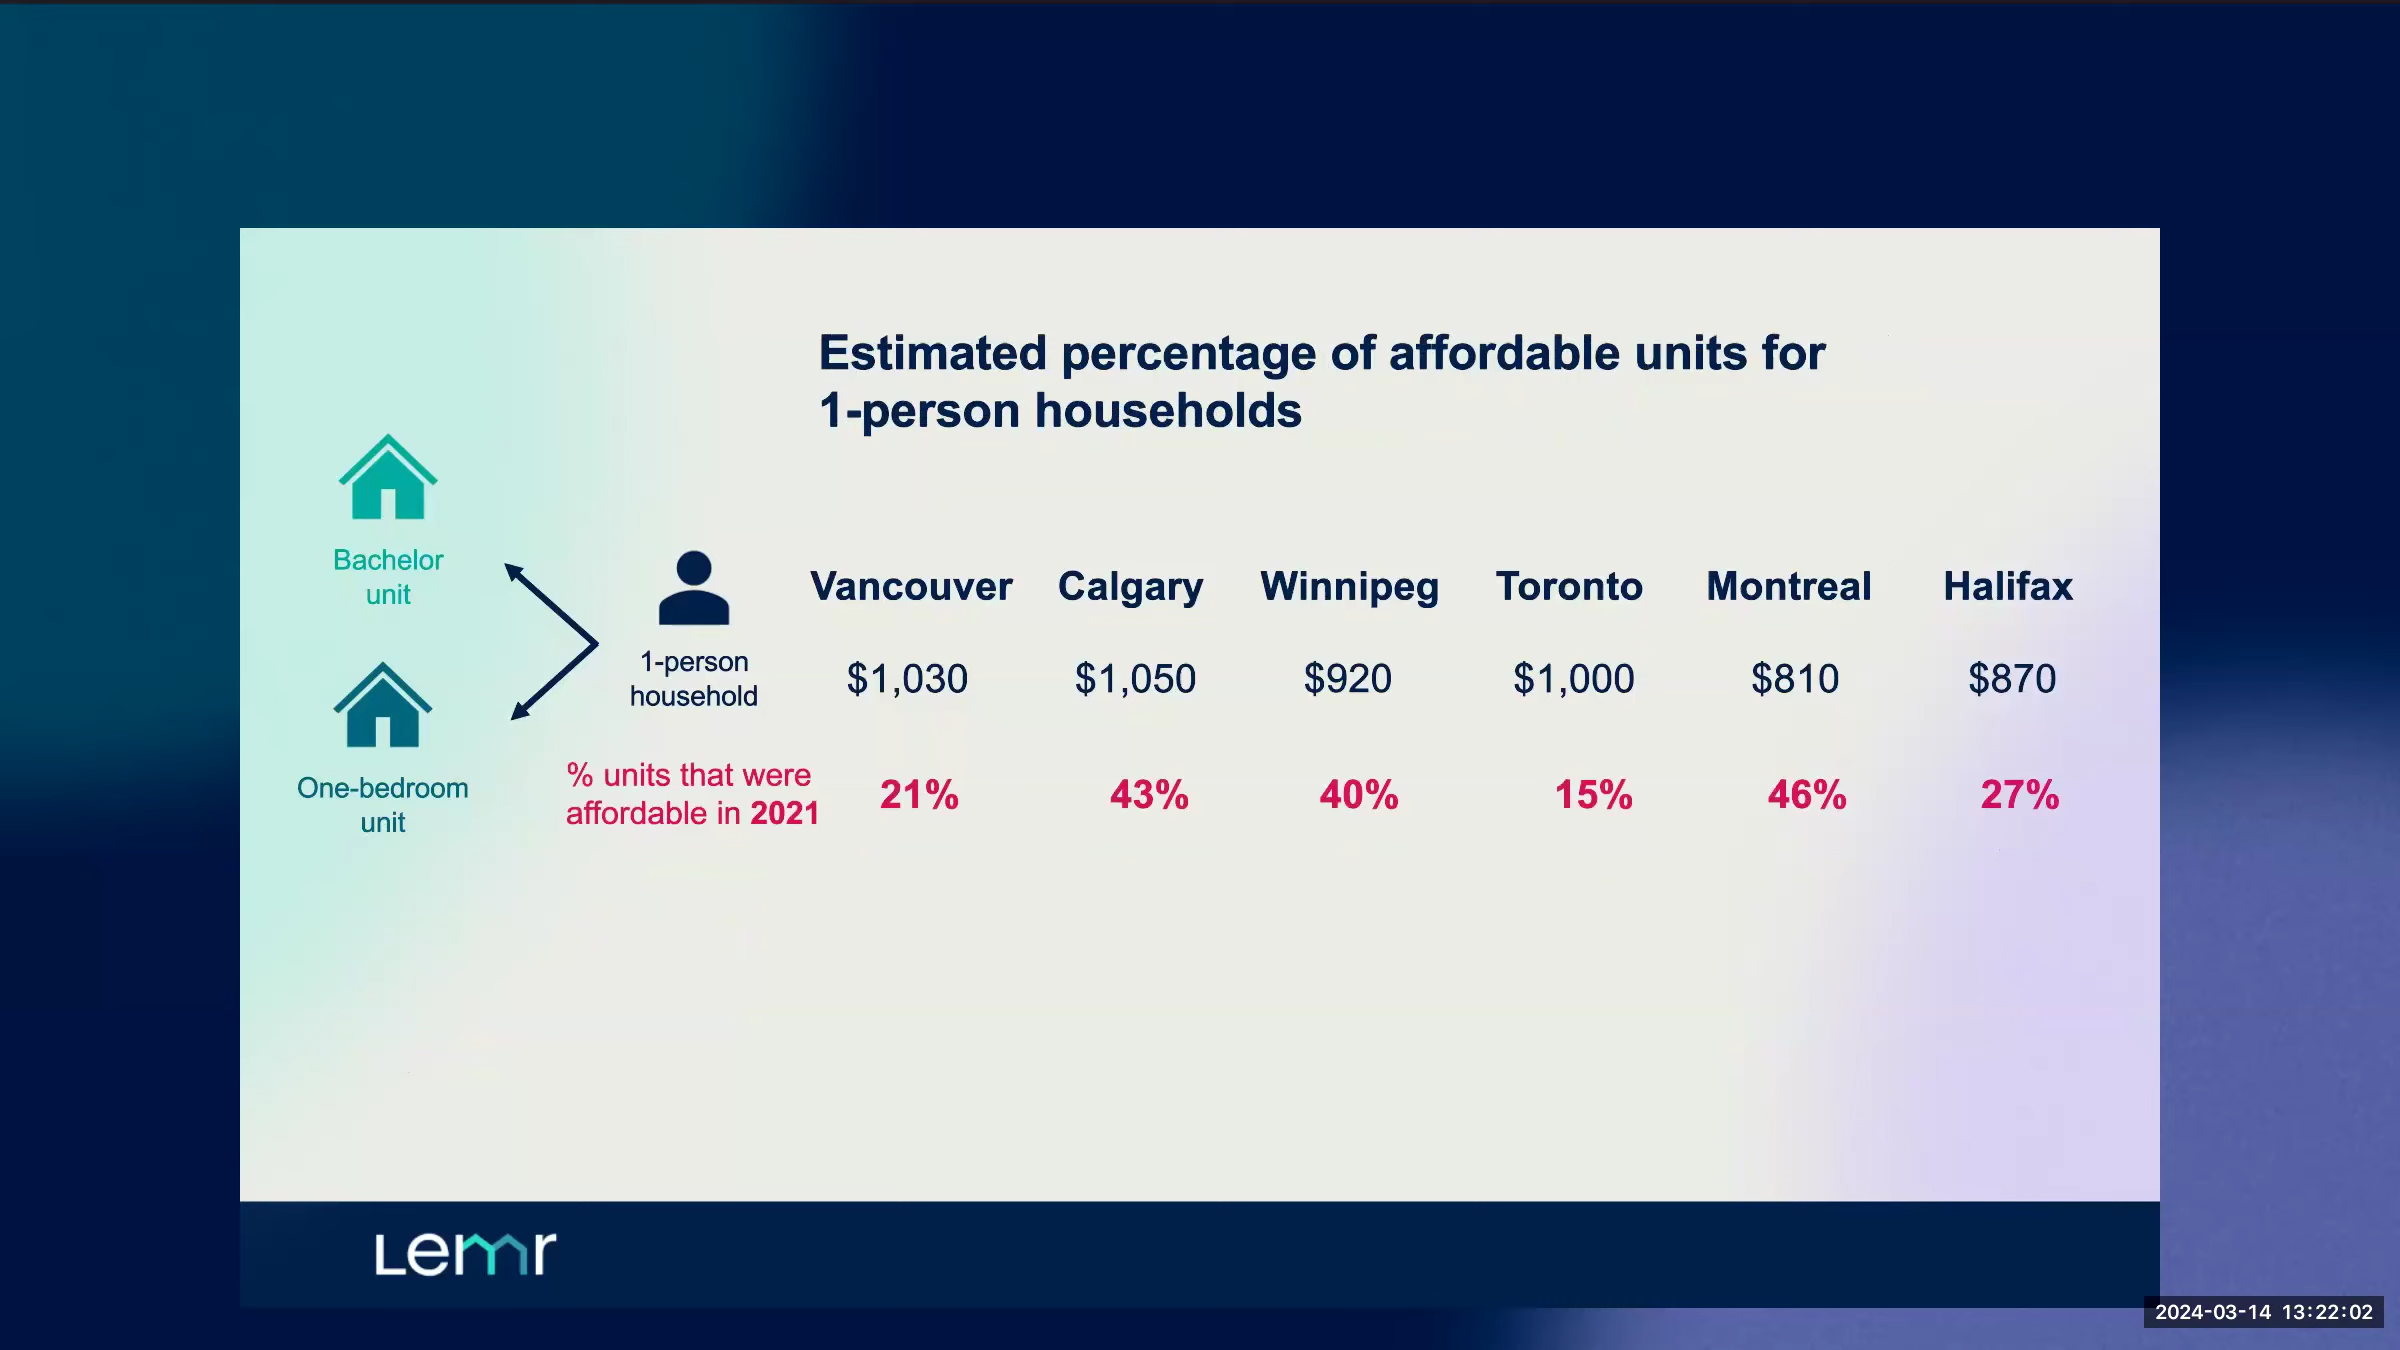 Estimated percentage of affordable units for
1-person households
Bachelor
unit
One-bedroom
unit
1-person
household
Vancouver Calgary Winnipeg Toronto Montreal Halifax
$1,030 $1,050 $920 $1,000 $810 $870
% units that were
affordable in 2021
21% 43% 40% 15% 46% 27%
Lemr
2024-03-14 13:22:02